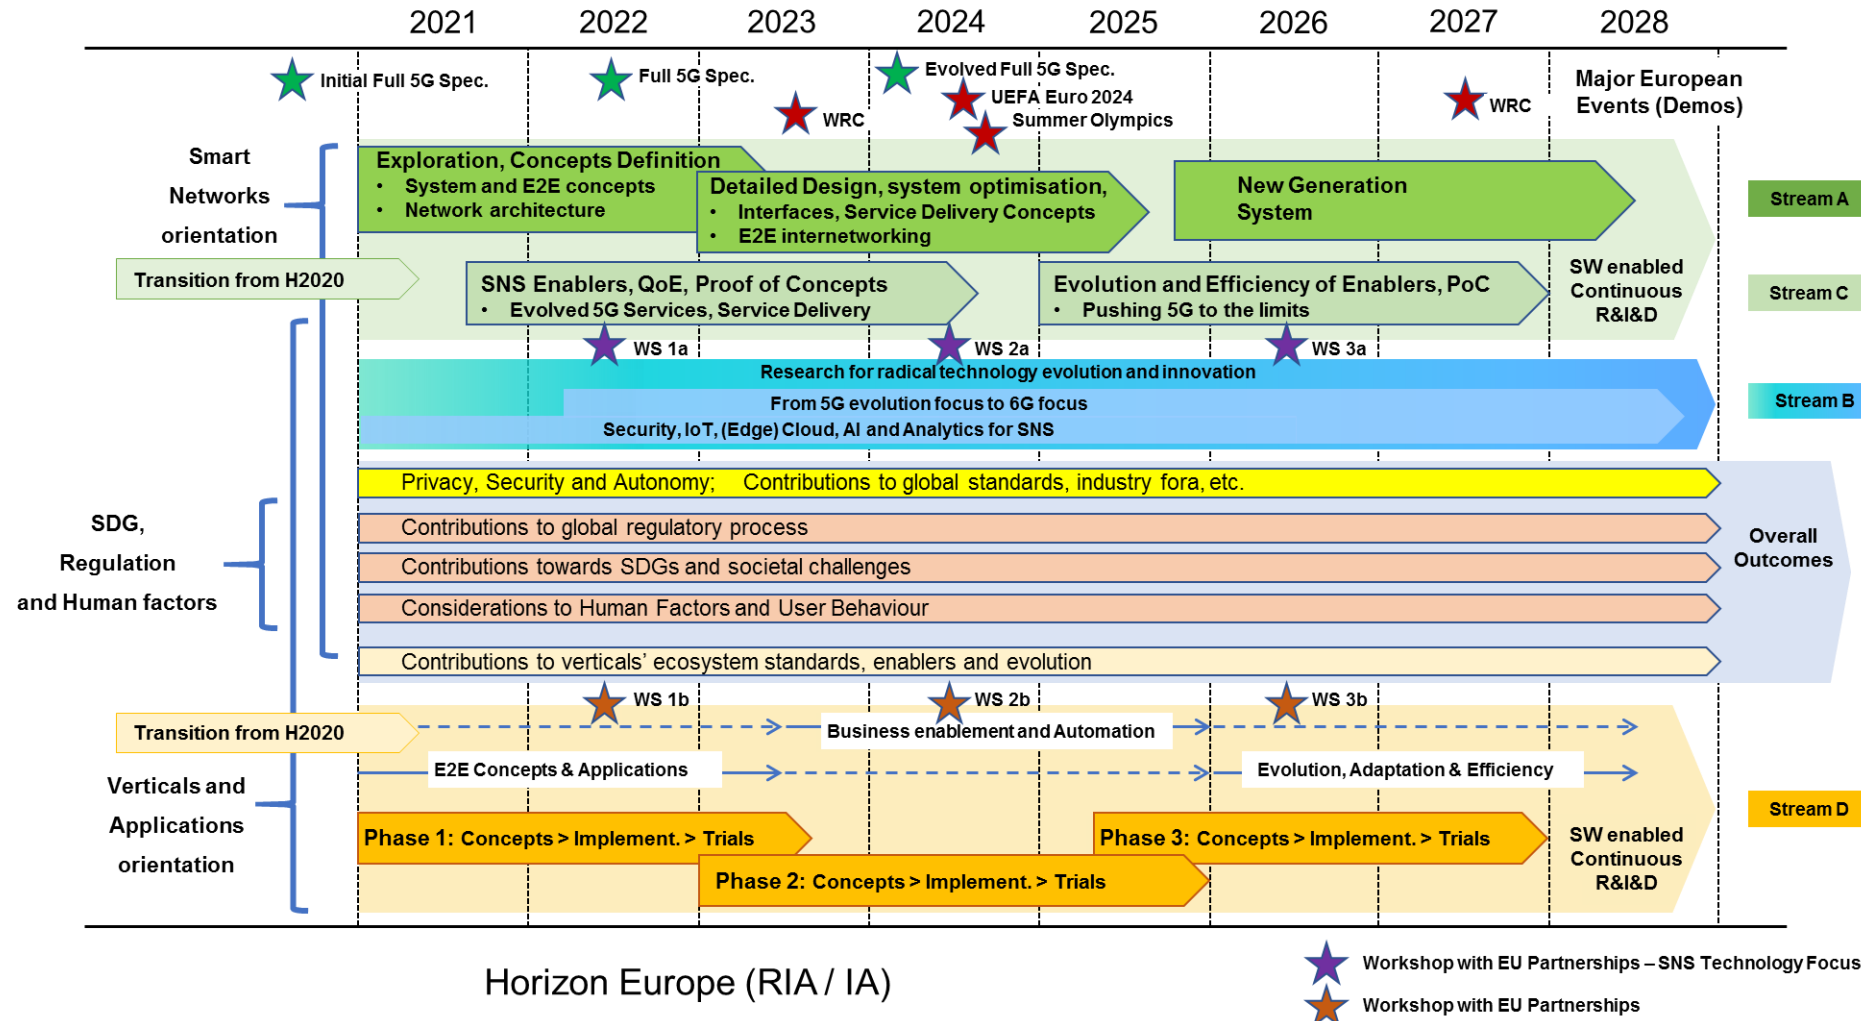 2021 2022 2023 2024 2025 2026 2027 2028
Initial Full 5G Spec.
Full 5G Spec.
Evolved Full 5G Spec.
UEFA Euro 2024
Summer Olympics
WRC
WRC
Major European
Events (Demos)
Smart
Networks
orientation
Exploration, Concepts Definition
• System and E2E concepts
• Network architecture
Detailed Design, system optimisation,
• Interfaces, Service Delivery Concepts
• E2E internetworking
New Generation
System
Stream A
Transition from H2020
SNS Enablers, QoE, Proof of Concepts
• Evolved 5G Services, Service Delivery
Evolution and Efficiency of Enablers, PoC
• Pushing 5G to the limits
SW enabled
Continuous
R&I&D
Stream C
WS 1a
WS 2a
WS 3a
Research for radical technology evolution and innovation
From 5G evolution focus to 6G focus
Security, IoT, (Edge) Cloud, AI and Analytics for SNS
Stream B
SDG,
Regulation
and Human factors
Privacy, Security and Autonomy; Contributions to global standards, industry fora, etc.
Contributions to global regulatory process
Contributions towards SDGs and societal challenges
Considerations to Human Factors and User Behaviour
Contributions to verticals’ ecosystem standards, enablers and evolution
Overall
Outcomes
WS 1b
WS 2b
WS 3b
Transition from H2020
Business enablement and Automation
E2E Concepts & Applications
Evolution, Adaptation & Efficiency
Verticals and
Applications
orientation
Phase 1: Concepts > Implement. > Trials
Phase 3: Concepts > Implement. > Trials
Phase 2: Concepts > Implement. > Trials
SW enabled
Continuous
R&I&D
Stream D
Horizon Europe (RIA / IA)
Workshop with EU Partnerships – SNS Technology Focus
Workshop with EU Partnerships